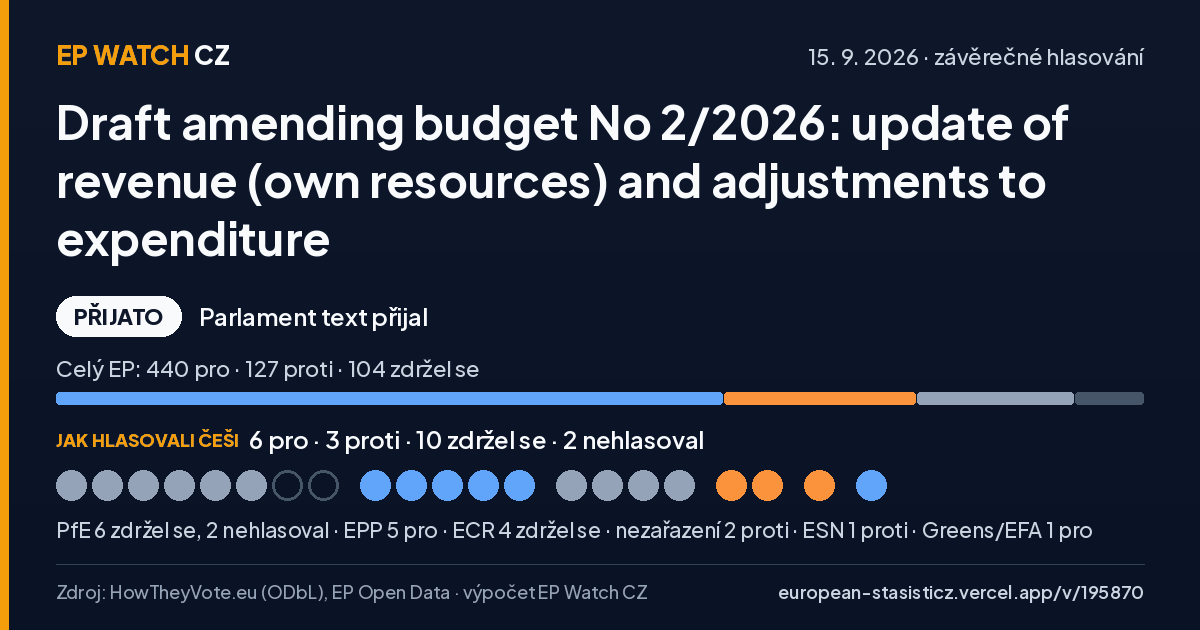 EP WATCH CZ
15. 9. 2026 · závěrečné hlasování
Draft amending budget No 2/2026: update of
revenue (own resources) and adjustments to
expenditure
PŘIJATO Parlament text přijal
Celý EP: 440 pro · 127 proti · 104 zdržel se
JAK HLASOVALI ČEŠI 6 pro · 3 proti · 10 zdržel se · 2 nehlasoval
PfE 6 zdržel se, 2 nehlasoval · EPP 5 pro · ECR 4 zdržel se · nezařazení 2 proti · ESN 1 proti · Greens/EFA 1 pro
Zdroj: HowTheyVote.eu (ODbL), EP Open Data · výpočet EP Watch CZ
european-stasisticz.vercel.app/v/195870